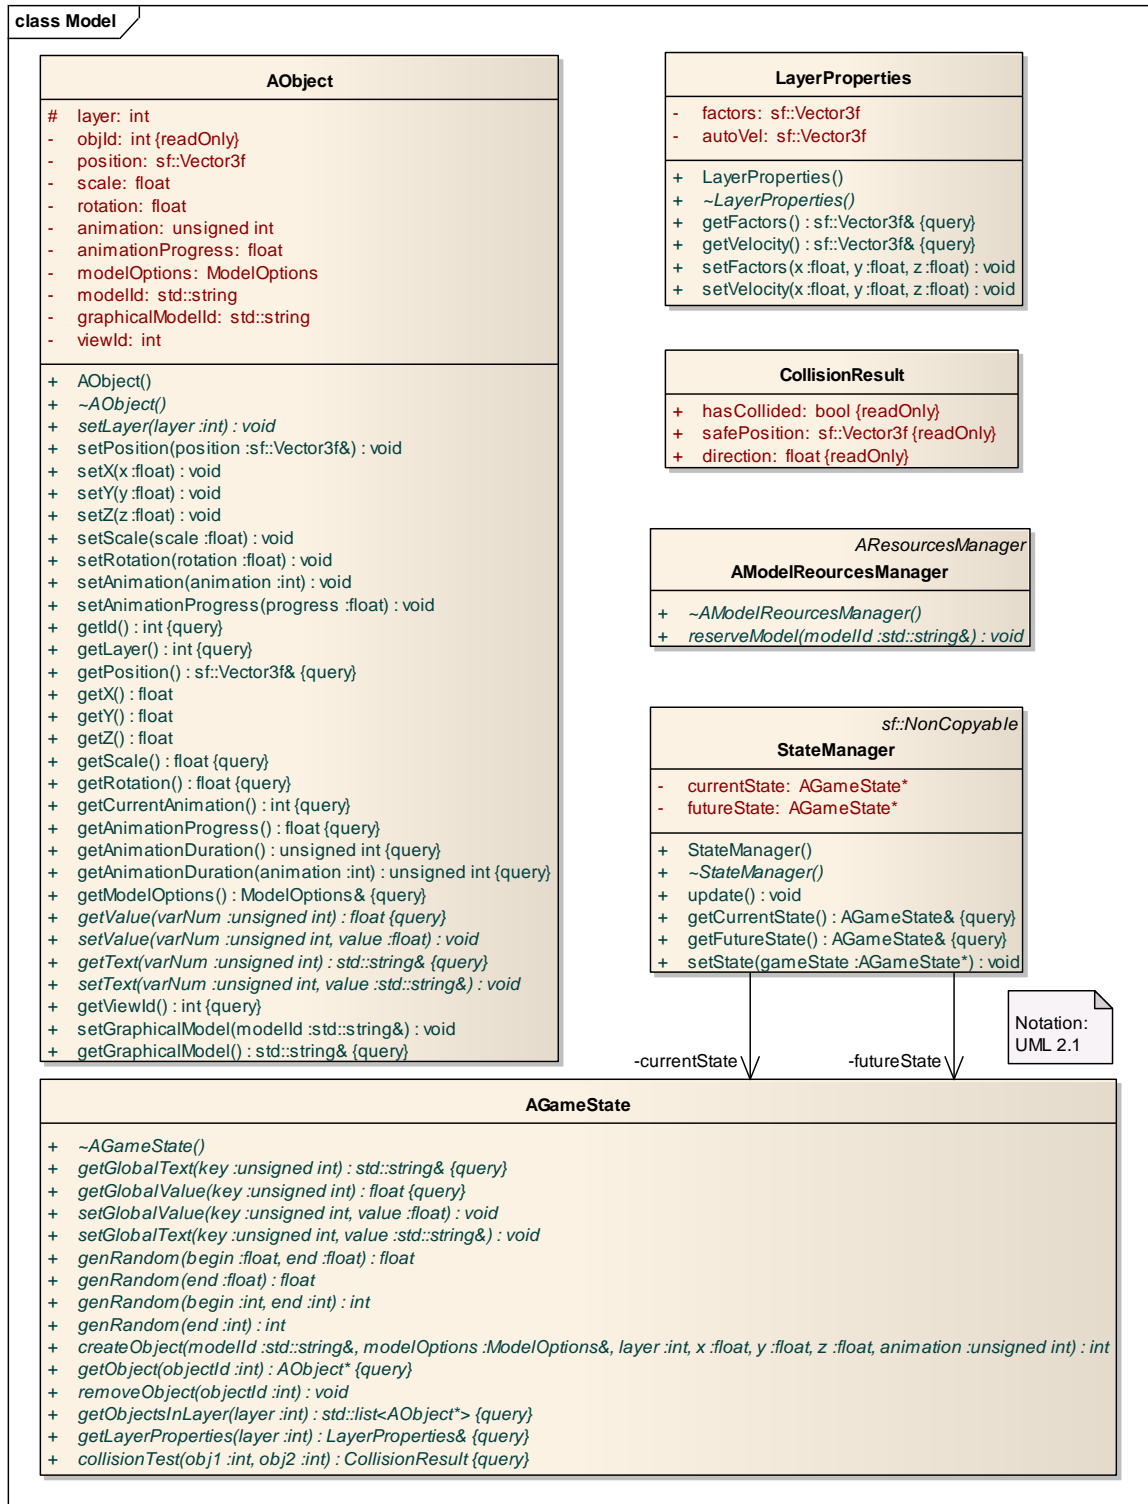 class Model
AObject
# layer: int
- objId: int {readOnly}
- position: sf::Vector3f
- scale: float
- rotation: float
- animation: unsigned int
- animationProgress: float
- modelOptions: ModelOptions
- modelId: std::string
- graphicalModelId: std::string
- viewId: int
+ AObject()
+ ~AObject()
+ setLayer(layer :int) : void
+ setPosition(position :sf::Vector3f&) : void
+ setX(x :float) : void
+ setY(y :float) : void
+ setZ(z :float) : void
+ setScale(scale :float) : void
+ setRotation(rotation :float) : void
+ setAnimation(animation :int) : void
+ setAnimationProgress(progress :float) : void
+ getId() : int {query}
+ getLayer() : int {query}
+ getPosition() : sf::Vector3f& {query}
+ getX() : float
+ getY() : float
+ getZ() : float
+ getScale() : float {query}
+ getRotation() : float {query}
+ getCurrentAnimation() : int {query}
+ getAnimationProgress() : float {query}
+ getAnimationDuration() : unsigned int {query}
+ getAnimationDuration(animation :int) : unsigned int {query}
+ getModelOptions() : ModelOptions& {query}
+ getValue(varNum :unsigned int) : float {query}
+ setValue(varNum :unsigned int, value :float) : void
+ getText(varNum :unsigned int) : std::string& {query}
+ setText(varNum :unsigned int, value :std::string&) : void
+ getViewId() : int {query}
+ setGraphicalModel(modelId :std::string&) : void
+ getGraphicalModel() : std::string& {query}
LayerProperties
- factors: sf::Vector3f
- autoVel: sf::Vector3f
+ LayerProperties()
+ ~LayerProperties()
+ getFactors() : sf::Vector3f& {query}
+ getVelocity() : sf::Vector3f& {query}
+ setFactors(x :float, y :float, z :float) : void
+ setVelocity(x :float, y :float, z :float) : void
CollisionResult
+ hasCollided: bool {readOnly}
+ safePosition: sf::Vector3f {readOnly}
+ direction: float {readOnly}
AResourcesManager
AModelReourcesManager
+ ~AModelReourcesManager()
+ reserveModel(modelId :std::string&) : void
sf::NonCopyable
StateManager
- currentState: AGameState*
- futureState: AGameState*
+ StateManager()
+ ~StateManager()
+ update() : void
+ getCurrentState() : AGameState& {query}
+ getFutureState() : AGameState& {query}
+ setState(gameState :AGameState*) : void
Notation:
UML 2.1
-currentState
-futureState
AGameState
+ ~AGameState()
+ getGlobalText(key :unsigned int) : std::string& {query}
+ getGlobalValue(key :unsigned int) : float {query}
+ setGlobalValue(key :unsigned int, value :float) : void
+ setGlobalText(key :unsigned int, value :std::string&) : void
+ genRandom(begin :float, end :float) : float
+ genRandom(end :float) : float
+ genRandom(begin :int, end :int) : int
+ genRandom(end :int) : int
+ createObject(modelId :std::string&, modelOptions :ModelOptions&, layer :int, x :float, y :float, z :float, animation :unsigned int) : int
+ getObject(objectId :int) : AObject* {query}
+ removeObject(objectId :int) : void
+ getObjectsInLayer(layer :int) : std::list<AObject*> {query}
+ getLayerProperties(layer :int) : LayerProperties& {query}
+ collisionTest(obj1 :int, obj2 :int) : CollisionResult {query}